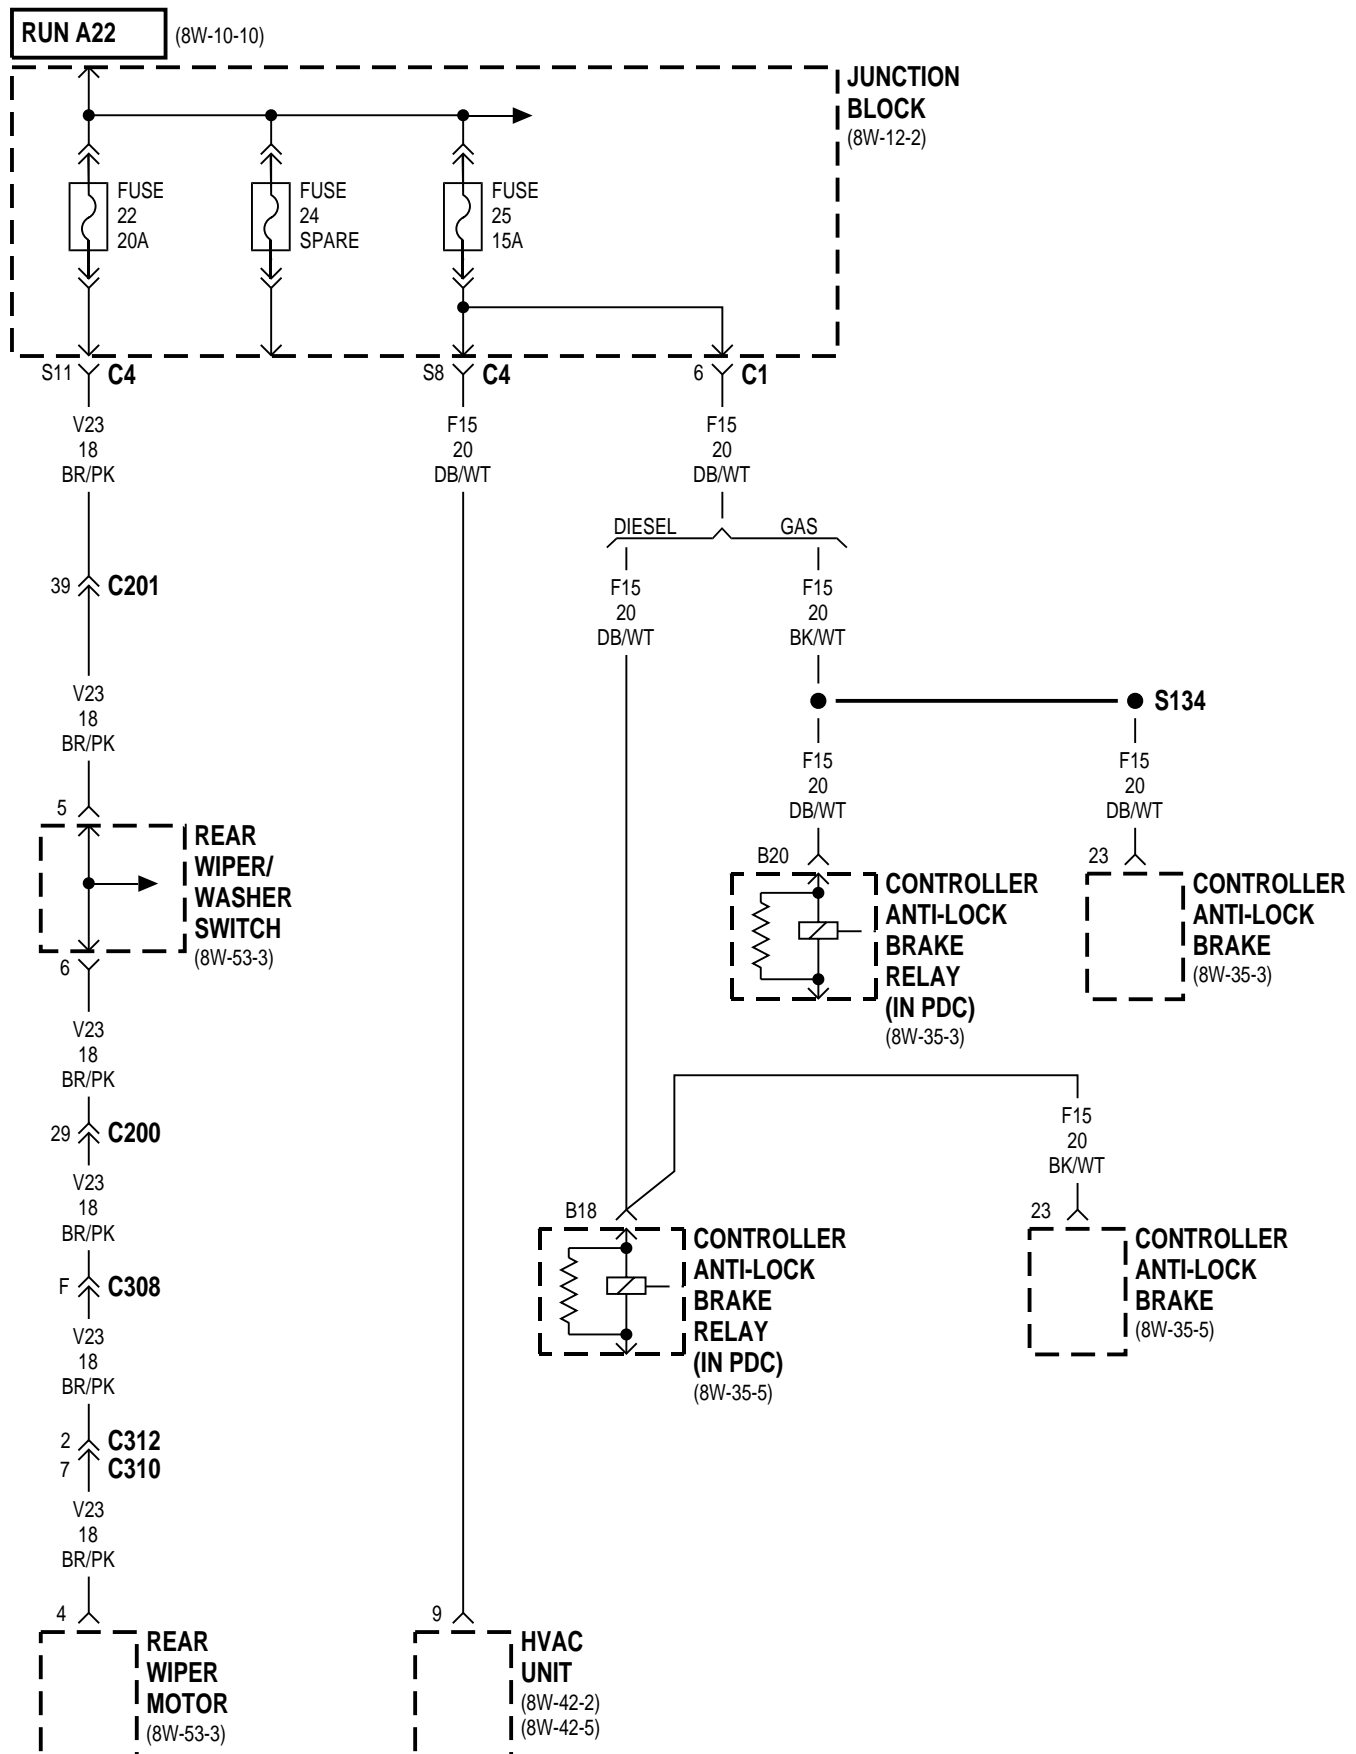 RUN A22
(8W-10-10)
JUNCTION
BLOCK
(8W-12-2)
FUSE
22
20A
FUSE
24
SPARE
FUSE
25
15A
S11 C4
S8 C4
6 C1
V23
18
BR/PK
F15
20
DB/WT
F15
20
DB/WT
DIESEL
GAS
39 C201
F15
20
DB/WT
F15
20
BK/WT
V23
18
BR/PK
S134
F15
20
DB/WT
F15
20
DB/WT
5
REAR
WIPER/
WASHER
SWITCH
(8W-53-3)
6
B20
CONTROLLER
ANTI-LOCK
BRAKE
RELAY
(IN PDC)
(8W-35-3)
23
CONTROLLER
ANTI-LOCK
BRAKE
(8W-35-3)
V23
18
BR/PK
29 C200
F15
20
BK/WT
V23
18
BR/PK
B18
CONTROLLER
ANTI-LOCK
BRAKE
RELAY
(IN PDC)
(8W-35-5)
23
CONTROLLER
ANTI-LOCK
BRAKE
(8W-35-5)
F C308
V23
18
BR/PK
2 C312
7 C310
V23
18
BR/PK
4
REAR
WIPER
MOTOR
(8W-53-3)
9
HVAC
UNIT
(8W-42-2)
(8W-42-5)